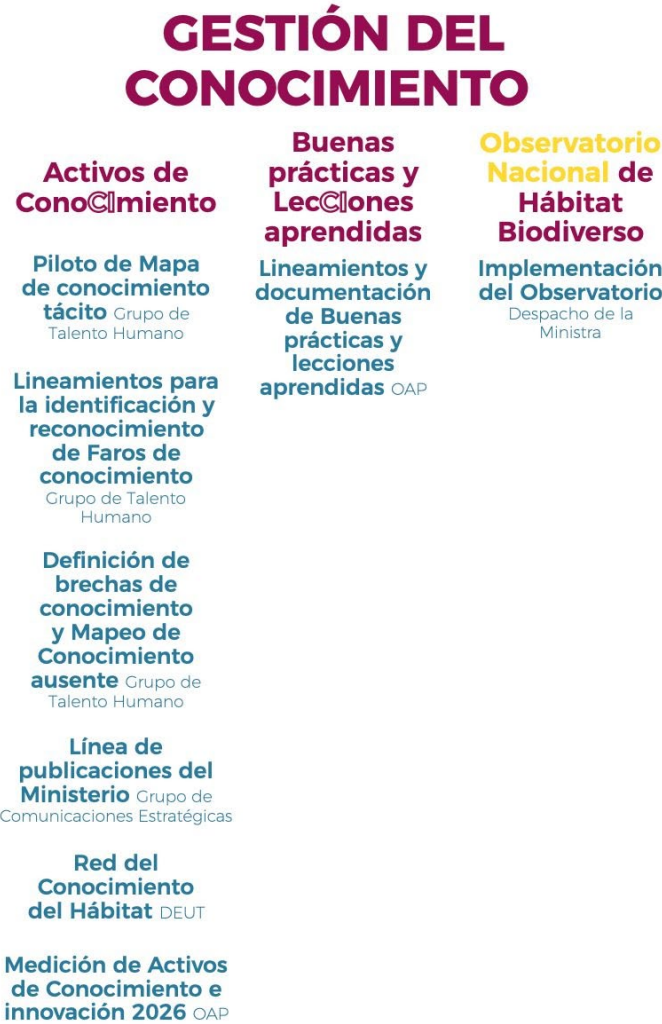 GESTIÓN DEL
CONOCIMIENTO
Activos de
ConoCImiento
Piloto de Mapa
de conocimiento
tácito Grupo de
Talento Humano
Lineamientos para
la identificación y
reconocimiento
de Faros de
conocimiento
Grupo de Talento
Humano
Definición de
brechas de
conocimiento
y Mapeo de
Conocimiento
ausente Grupo de
Talento Humano
Línea de
publicaciones del
Ministerio Grupo de
Comunicaciones Estratégicas
Red del
Conocimiento
del Hábitat DEUT
Medición de Activos
de Conocimiento e
innovación 2026 OAP
Buenas
prácticas y
LecCIones
aprendidas
Lineamientos y
documentación
de Buenas
prácticas y
lecciones
aprendidas OAP
Observatorio
Nacional de
Hábitat
Biodiverso
Implementación
del Observatorio
Despacho de la
Ministra